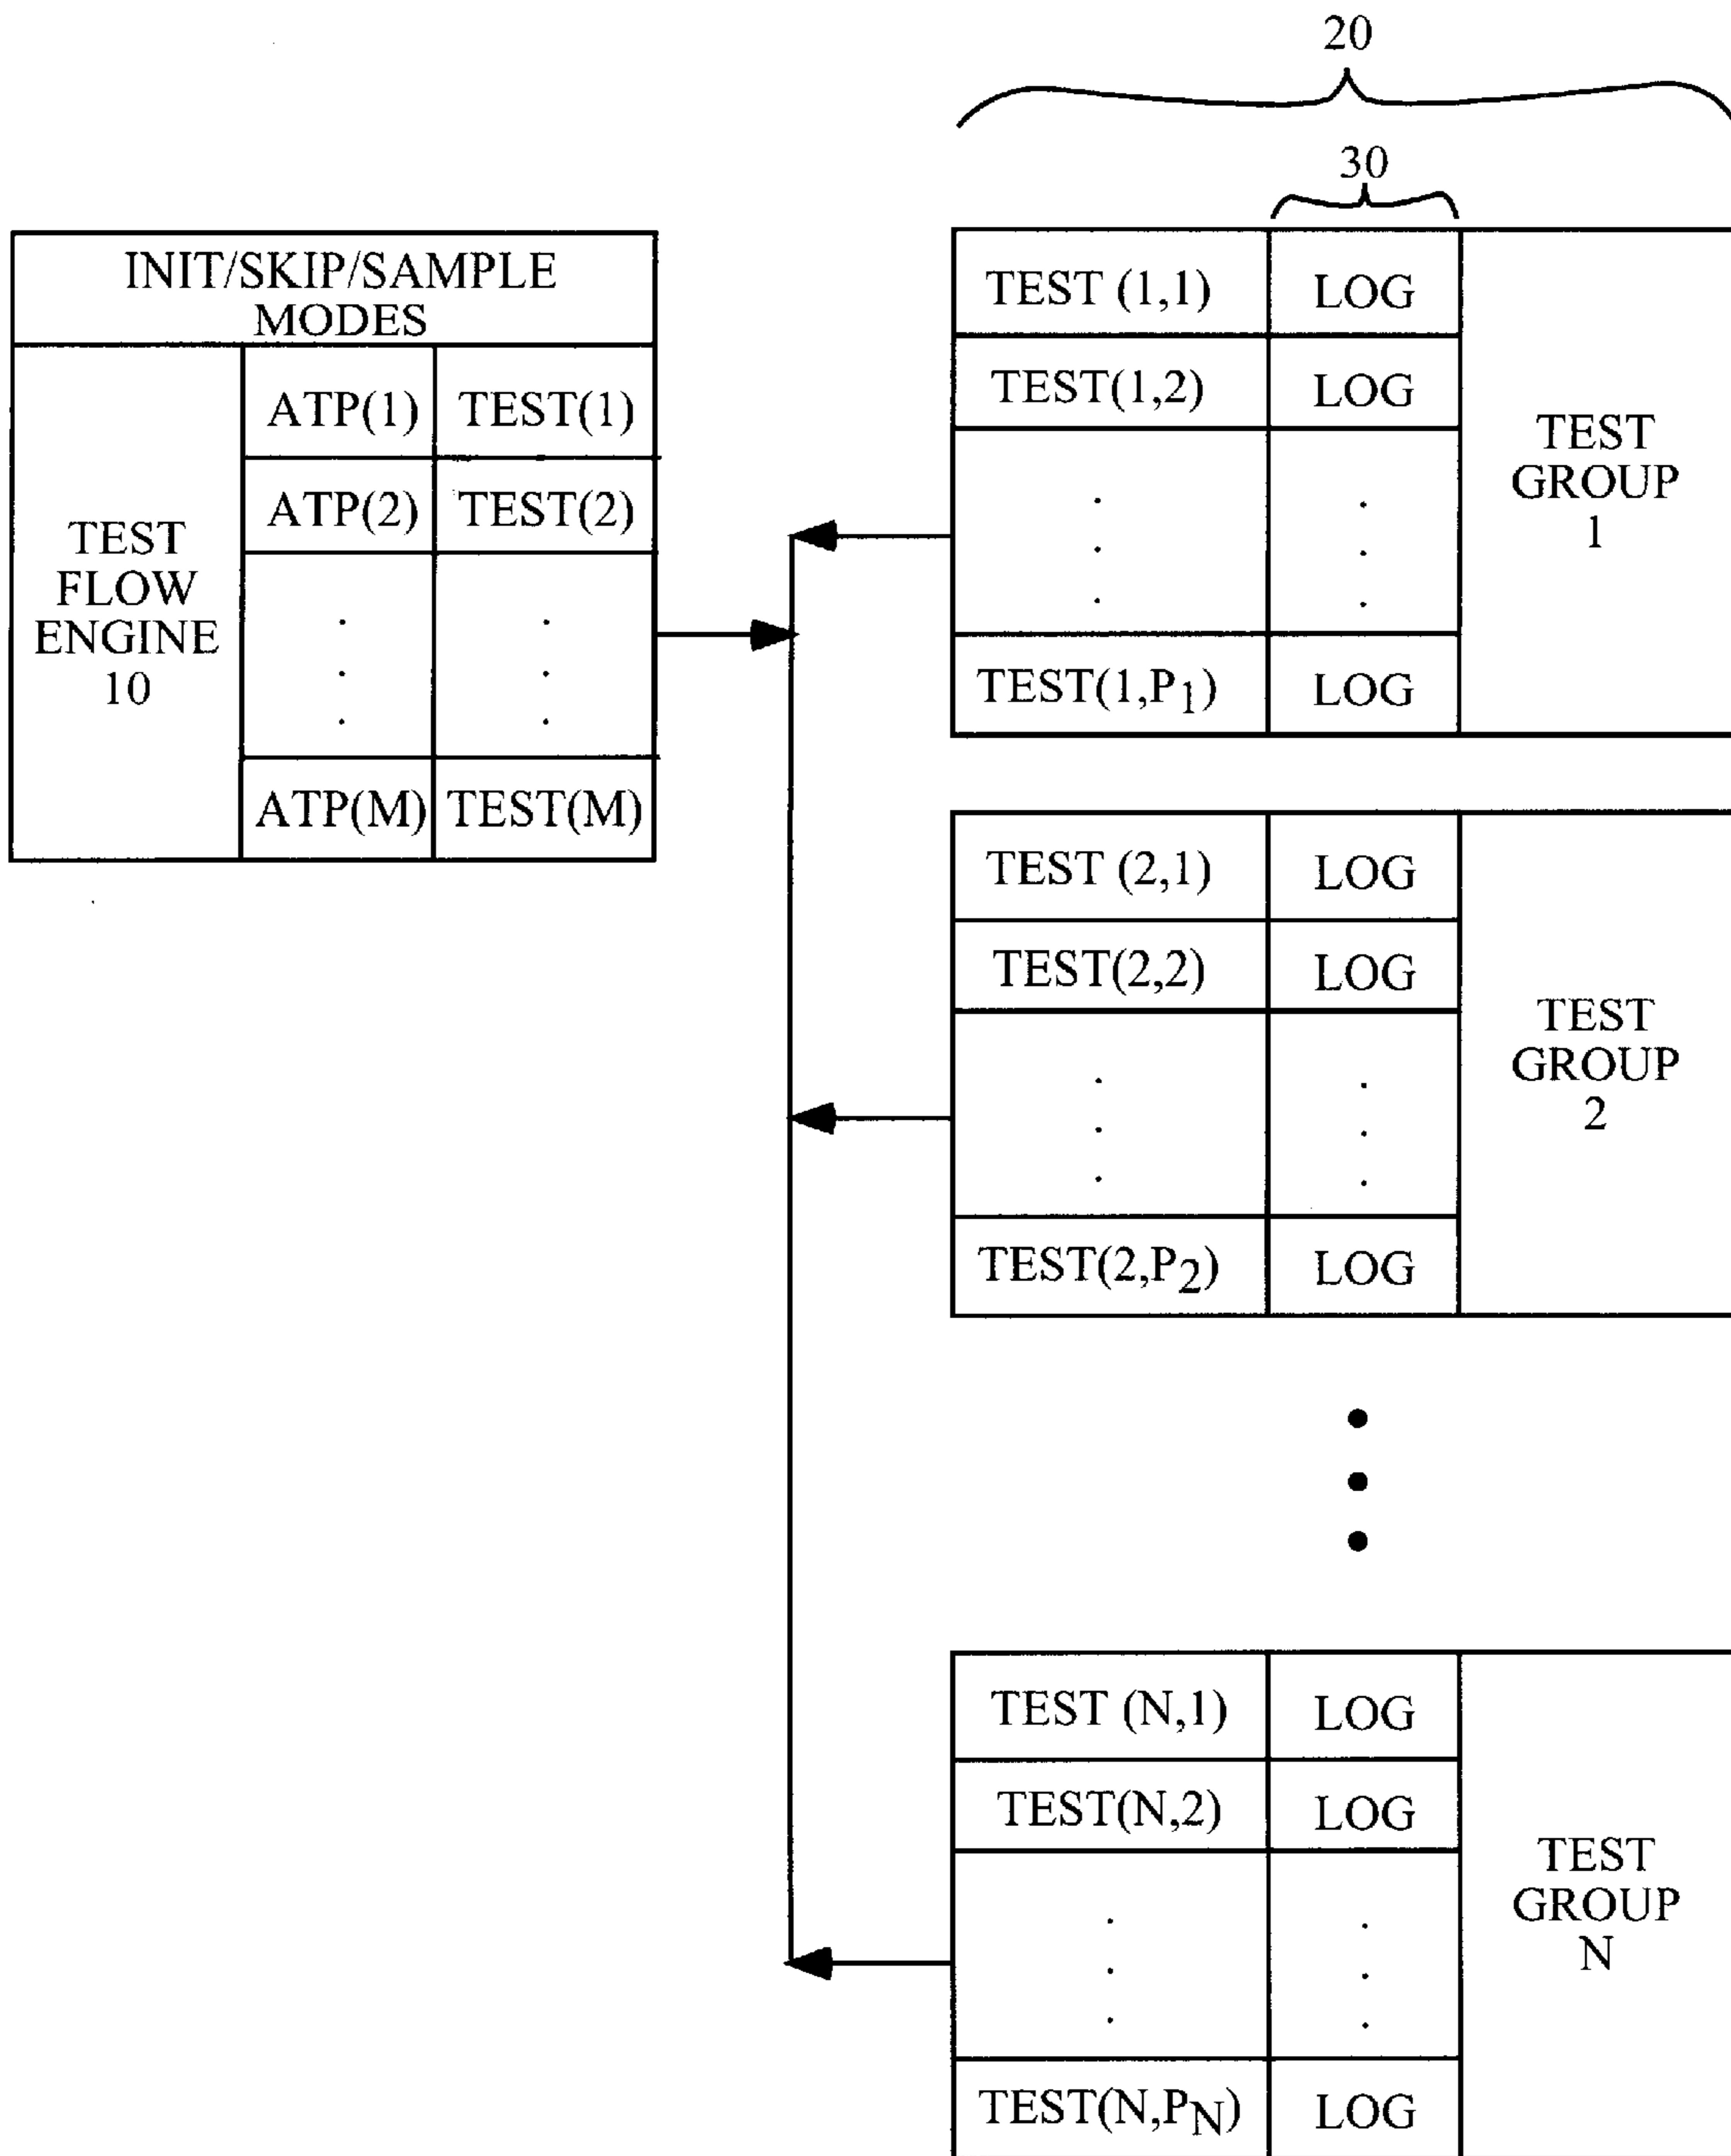 20
30
INIT/SKIP/SAMPLE
MODES
TEST
FLOW
ENGINE
10
ATP(1) TEST(1)
ATP(2) TEST(2)
ATP(M) TEST(M)
TEST (1,1) LOG
TEST(1,2) LOG
TEST(1,P1) LOG
TEST
GROUP
1
TEST (2,1) LOG
TEST(2,2) LOG
TEST(2,P2) LOG
TEST
GROUP
2
TEST (N,1) LOG
TEST(N,2) LOG
TEST(N,PN) LOG
TEST
GROUP
N